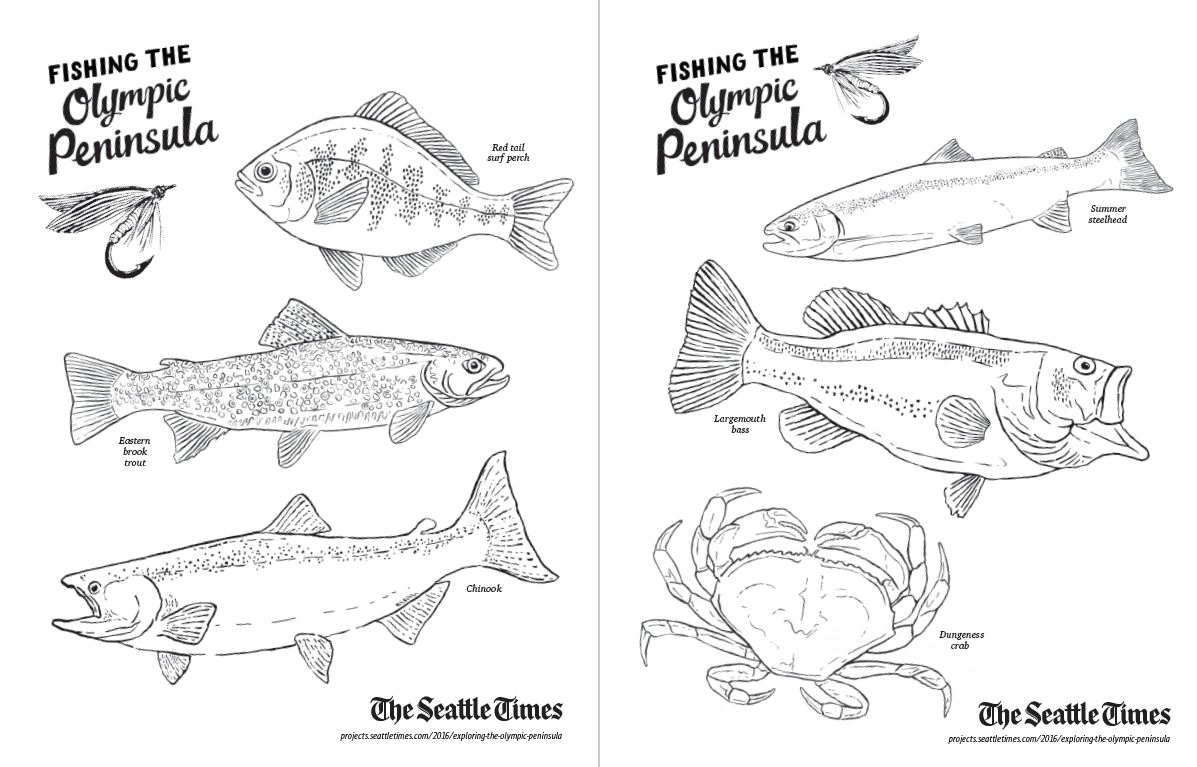 FISHING THE
Olympic
Peninsula
Red tail
surf perch
Eastern
brook
trout
Chinook
The Seattle Times
projects.seattletimes.com/2016/exploring-the-olympic-peninsula
FISHING THE
Olympic
Peninsula
Summer
steelhead
Largemouth
bass
Dungeness
crab
The Seattle Times
projects.seattletimes.com/2016/exploring-the-olympic-peninsula